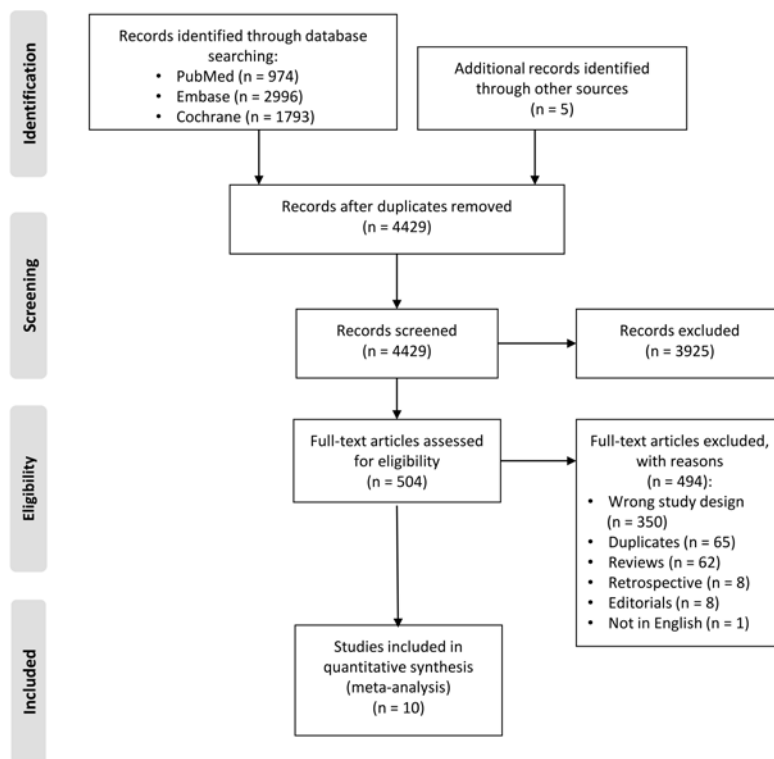 Identification
Records identified through database
searching:
• PubMed (n = 974)
• Embase (n = 2996)
• Cochrane (n = 1793)
Additional records identified
through other sources
(n = 5)
Records after duplicates removed
(n = 4429)
Screening
Records screened
(n = 4429)
Records excluded
(n = 3925)
Eligibility
Full-text articles assessed
for eligibility
(n = 504)
Full-text articles excluded,
with reasons
(n = 494):
• Wrong study design
(n = 350)
• Duplicates (n = 65)
• Reviews (n = 62)
• Retrospective (n = 8)
• Editorials (n = 8)
• Not in English (n = 1)
Included
Studies included in
quantitative synthesis
(meta-analysis)
(n = 10)